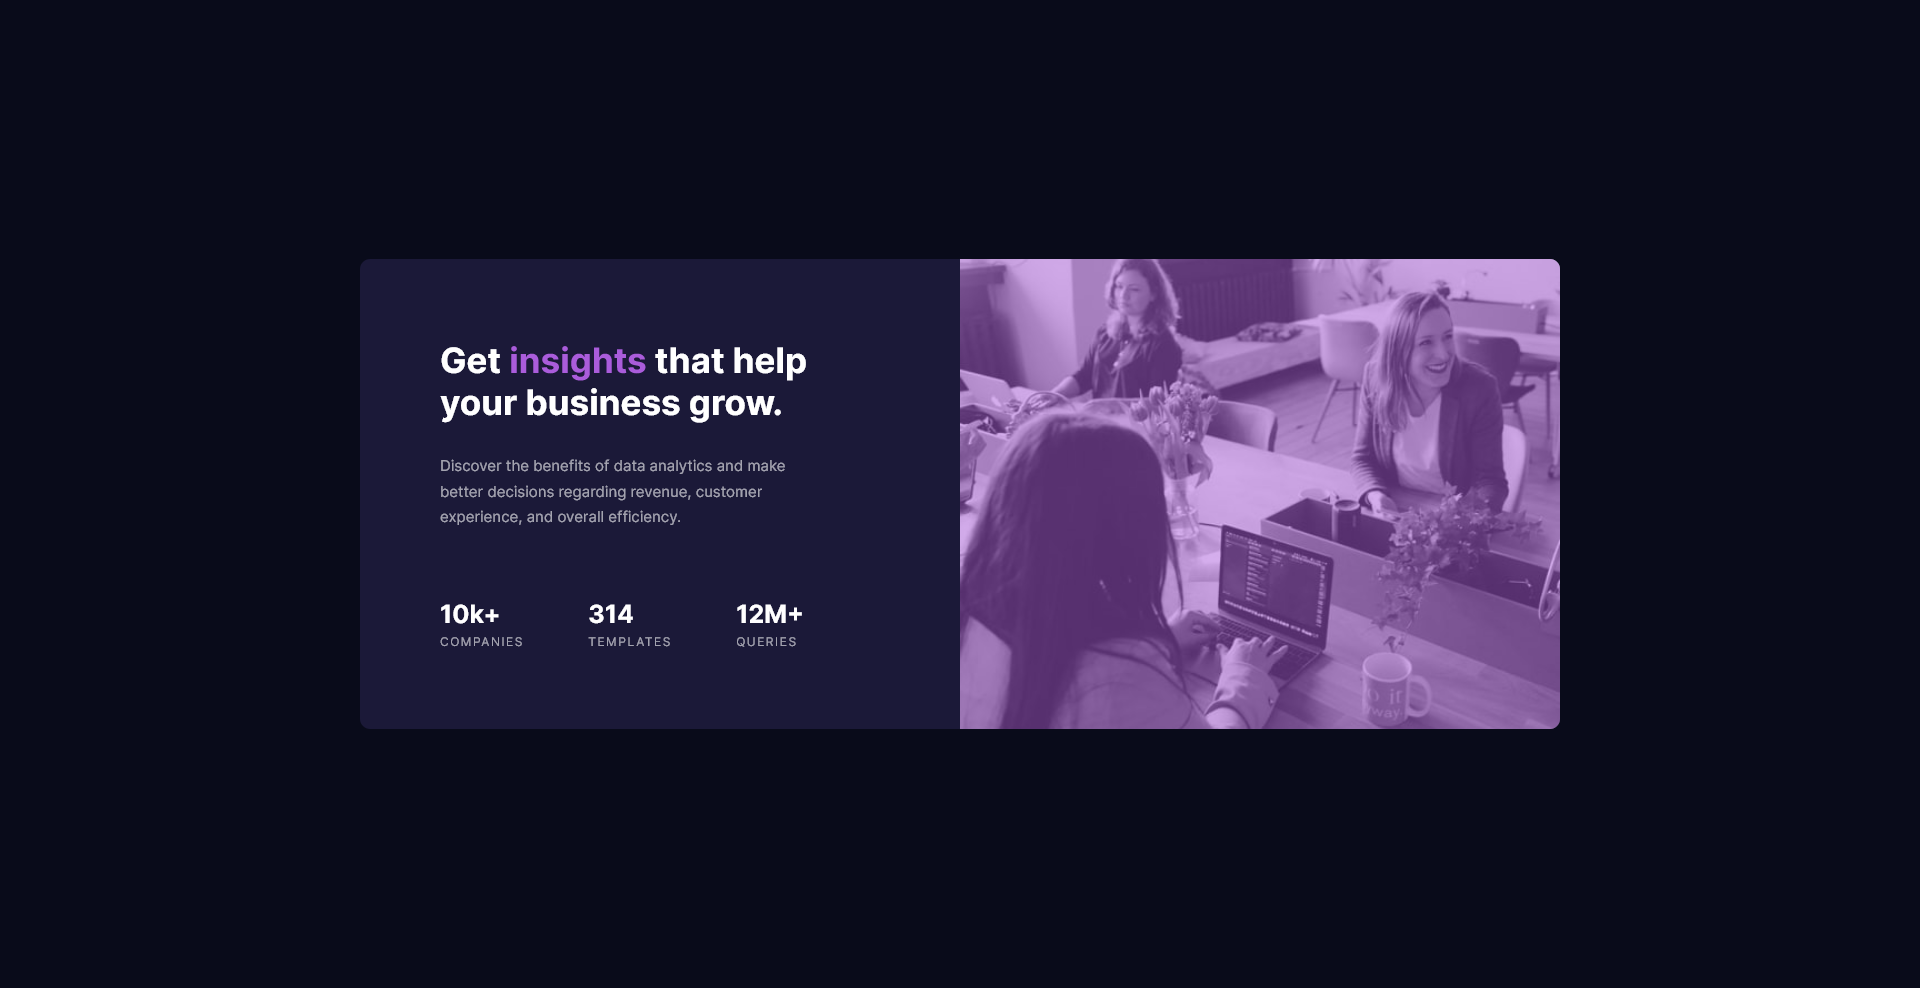 Get insights that help
your business grow.
Discover the benefits of data analytics and make
better decisions regarding revenue, customer
experience, and overall efficiency.
10k+ 314 12M+
COMPANIES TEMPLATES QUERIES